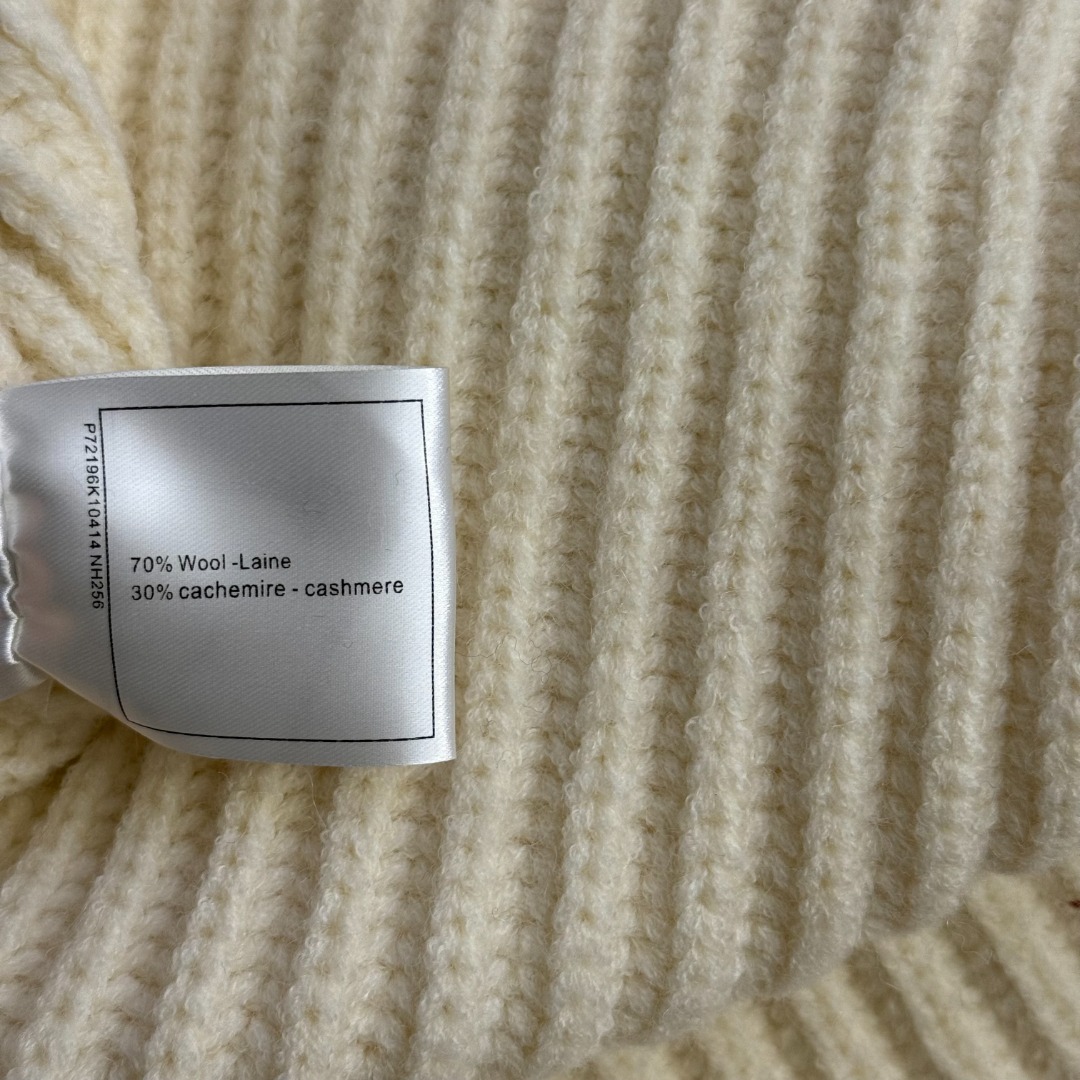 P72196K10414 NH256
70% Wool -Laine
30% cachemire - cashmere